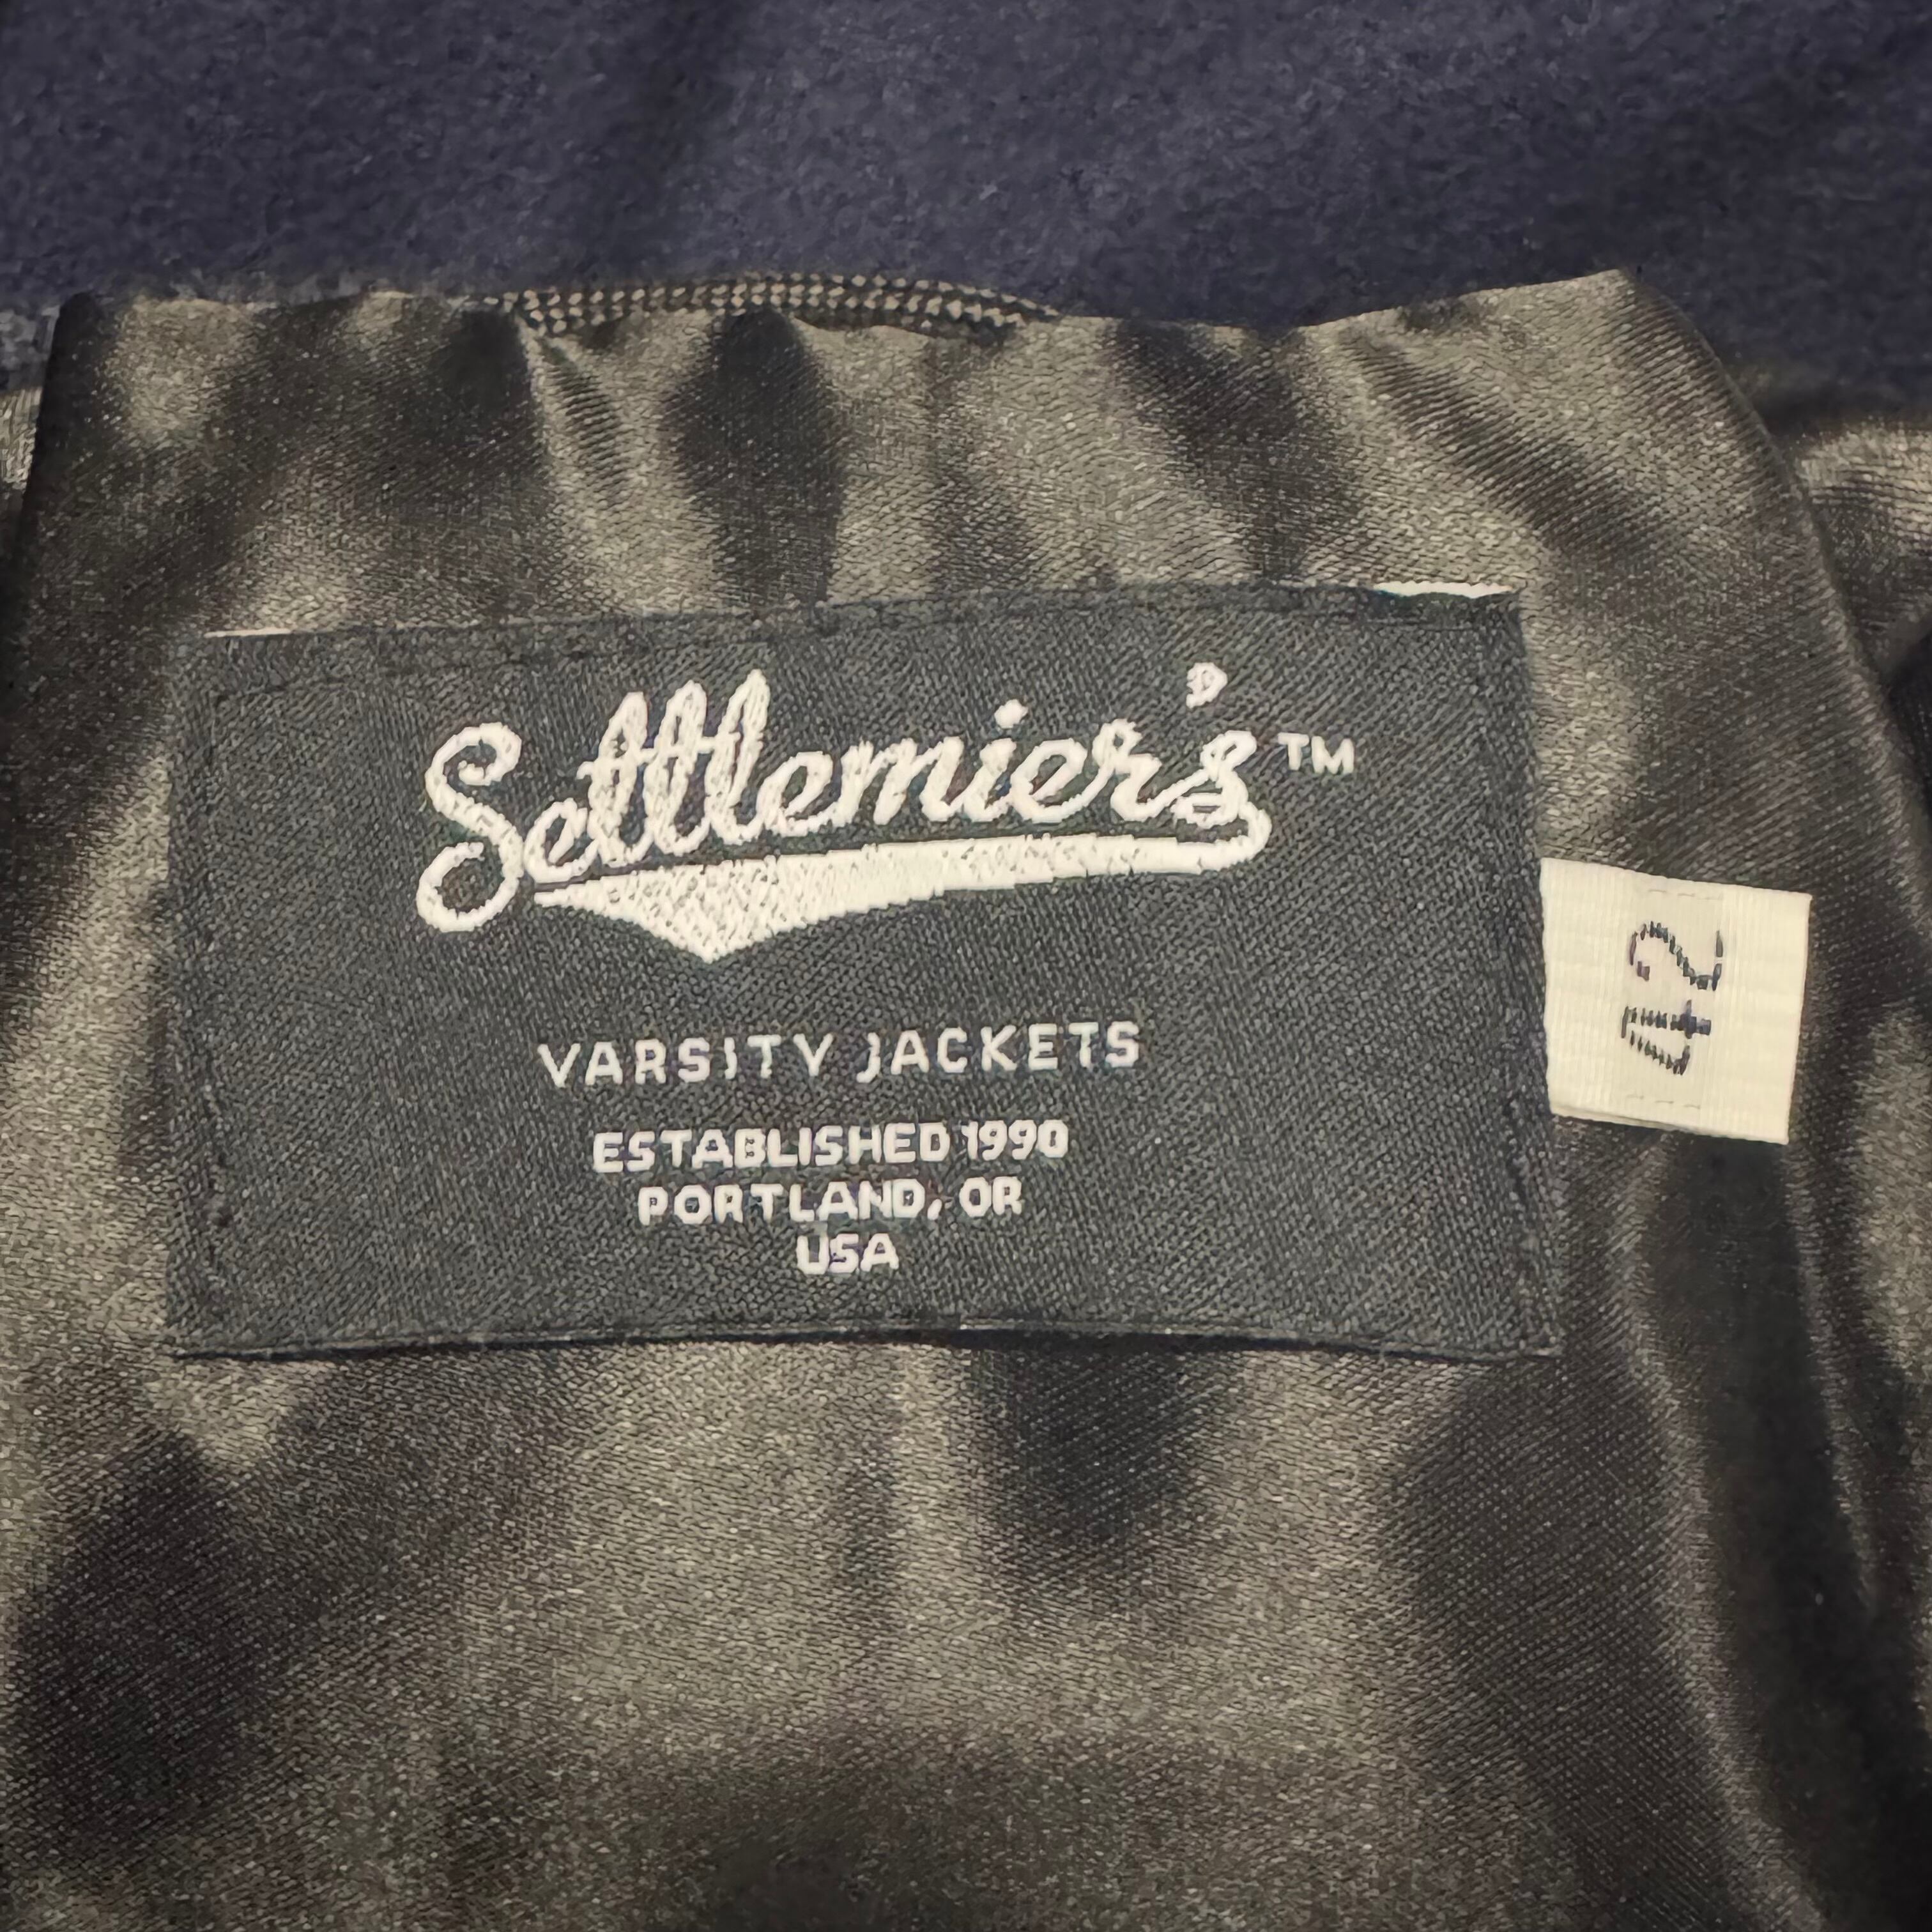 Settlemier's™
VARSITY JACKETS
ESTABLISHED 1990
PORTLAND, OR
USA
42